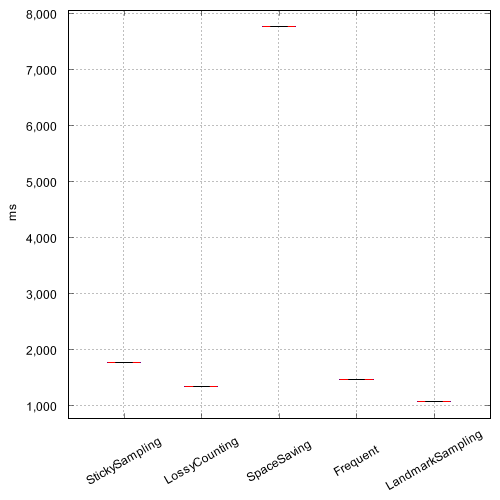 8,000
7,000
6,000
5,000
4,000
3,000
2,000
1,000
ms
StickySampling
LossyCounting
SpaceSaving
Frequent
LandmarkSampling